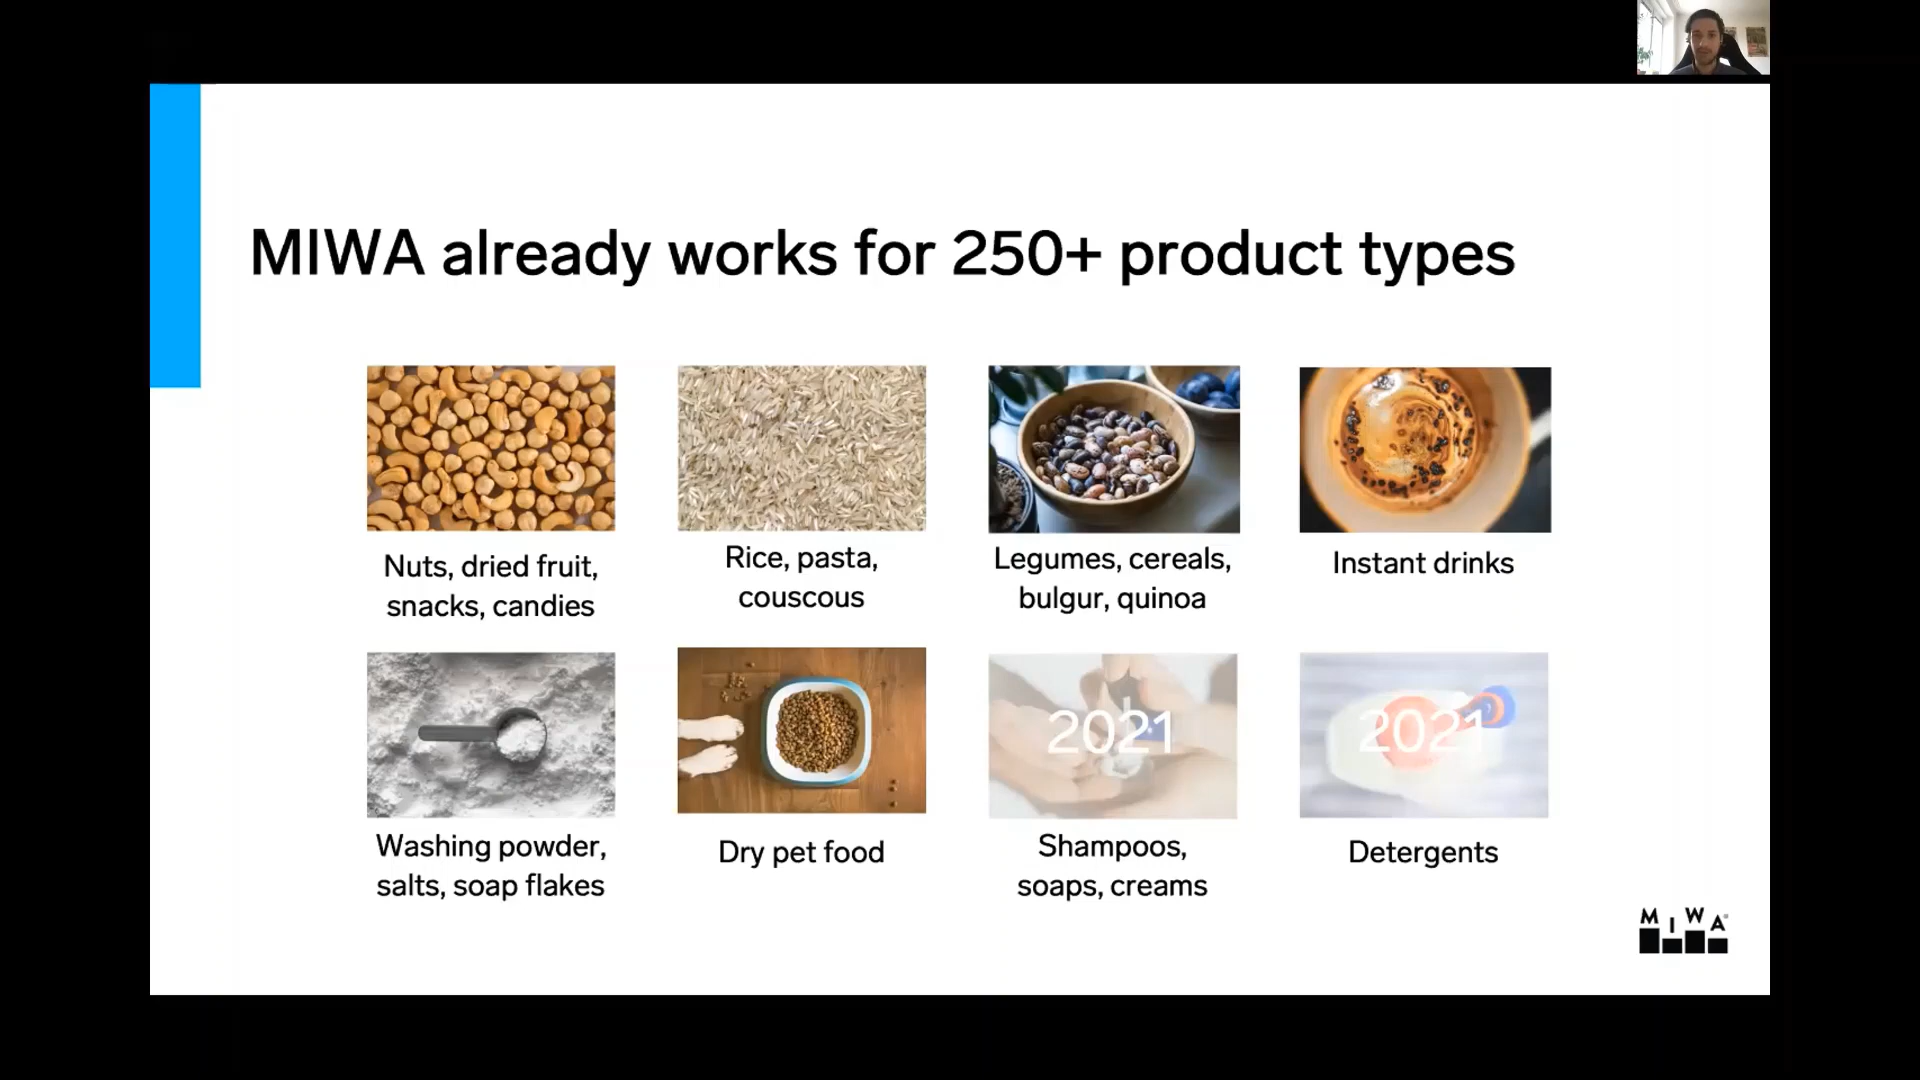 MIWA already works for 250+ product types
Nuts, dried fruit,
snacks, candies
Rice, pasta,
couscous
Legumes, cereals,
bulgur, quinoa
Instant drinks
2021
2021
Washing powder,
salts, soap flakes
Dry pet food
Shampoos,
soaps, creams
Detergents
MIWA